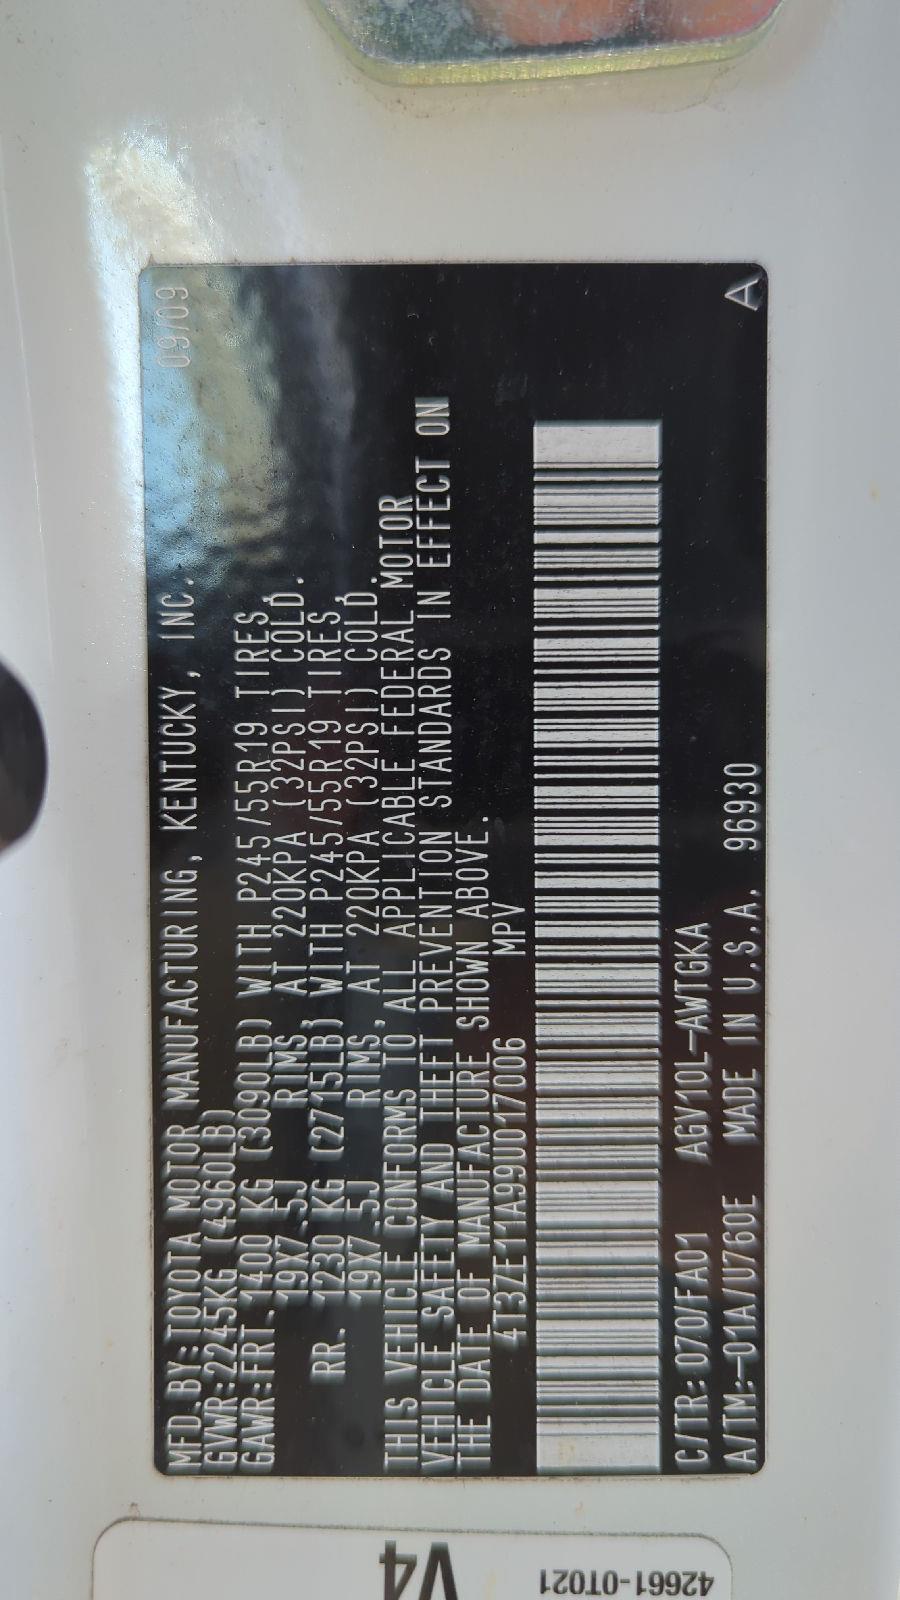 MFD.BY:TOYOTA MOTOR MANUFACTURING, KENTUCKY, INC. 09/09
GVWR:2245KG (4960LB)
GAWR:FRT. 1400 KG (3090LB) WITH P245/55R19 TIRES,
19X7.5J RIMS, AT 220KPA (32PSI) COLD.
RR. 1230 KG (2715LB) WITH P245/55R19 TIRES,
19X7.5J RIMS, AT 220KPA (32PSI) COLD.
THIS VEHICLE CONFORMS TO ALL APPLICABLE FEDERAL MOTOR
VEHICLE SAFETY AND THEFT PREVENTION STANDARDS IN EFFECT ON
THE DATE OF MANUFACTURE SHOWN ABOVE.
4T3ZE11A99U017006 MPV
C/TR:070/FA01 AGV10L-AWTGKA
A/TM:-01A/U760E MADE IN U.S.A. 96930 A
42661-0T021
V4